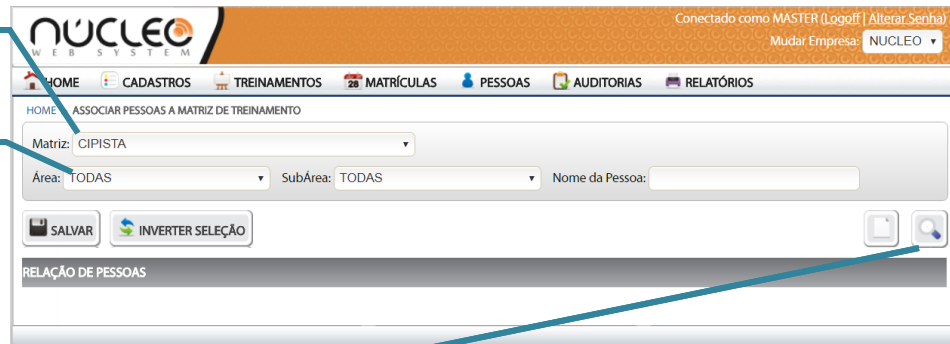 Conectado como MASTER (Logoff | Alterar Senha)
NÚCLEO
WEB SYSTEM
Mudar Empresa: NUCLEO
HOME CADASTROS TREINAMENTOS 28 MATRÍCULAS PESSOAS AUDITORIAS RELATÓRIOS
HOME > ASSOCIAR PESSOAS A MATRIZ DE TREINAMENTO
Matriz: CIPISTA
Área: TODAS SubÁrea: TODAS Nome da Pessoa:
SALVAR INVERTER SELEÇÃO
RELAÇÃO DE PESSOAS